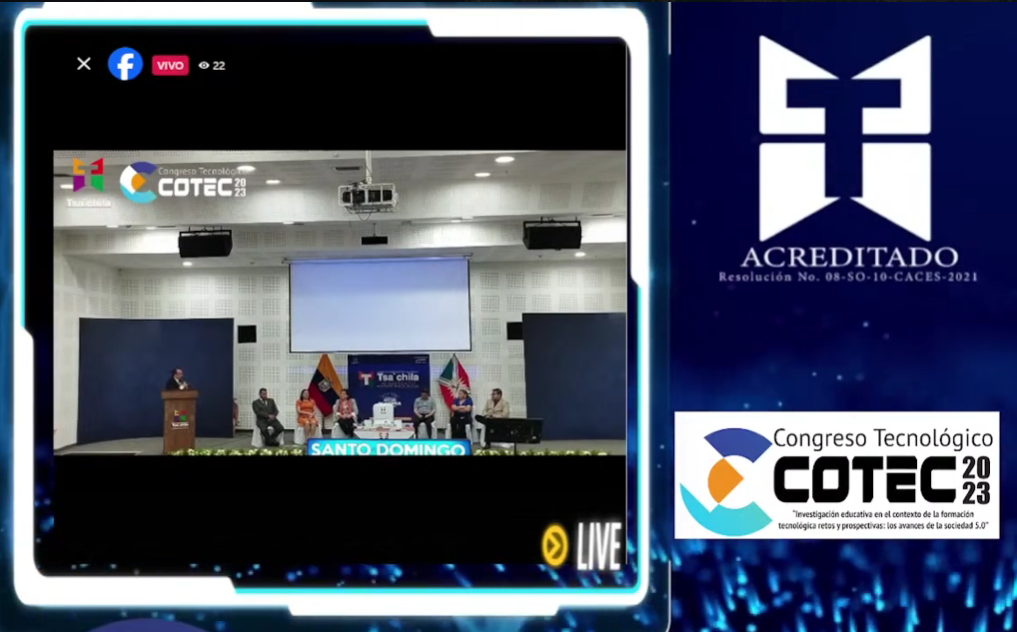 VIVO
22
Congreso Tecnológico
COTEC 20
23
Tsa'chila
Tsa'chila
SANTO DOMINGO
LIVE
ACREDITADO
Resolución No. 08-SO-10-CACES-2021
Congreso Tecnológico
COTEC 20
23
"Investigación educativa en el contexto de la formación
tecnológica retos y prospectivas: los avances de la sociedad 5.0"